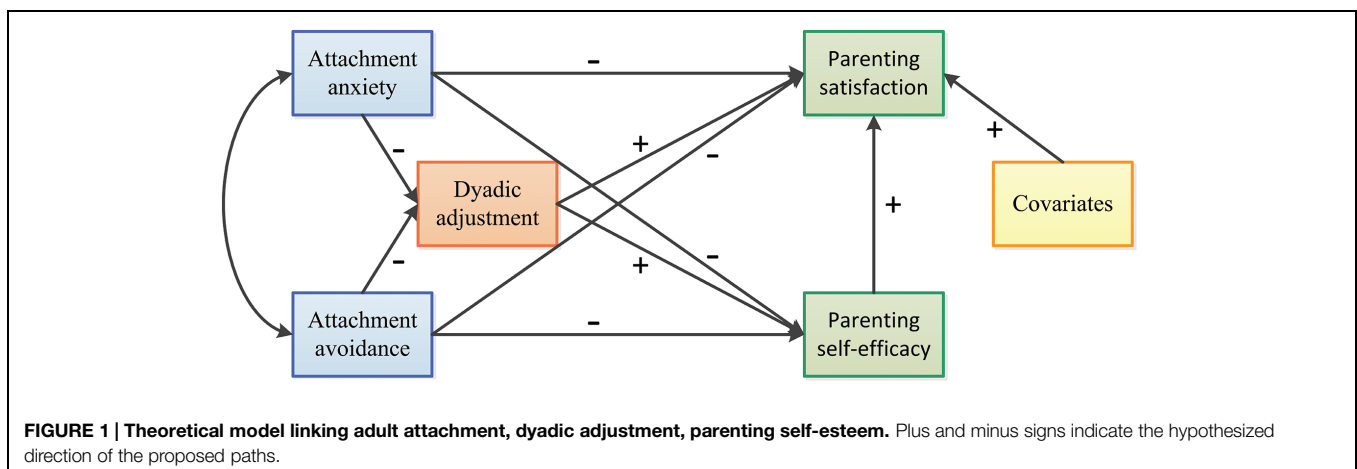 Attachment
anxiety
-
Parenting
satisfaction
+
-
+
-
Dyadic
adjustment
Covariates
+
-
-
+
Attachment
avoidance
-
Parenting
self-efficacy
FIGURE 1 | Theoretical model linking adult attachment, dyadic adjustment, parenting self-esteem. Plus and minus signs indicate the hypothesized
direction of the proposed paths.